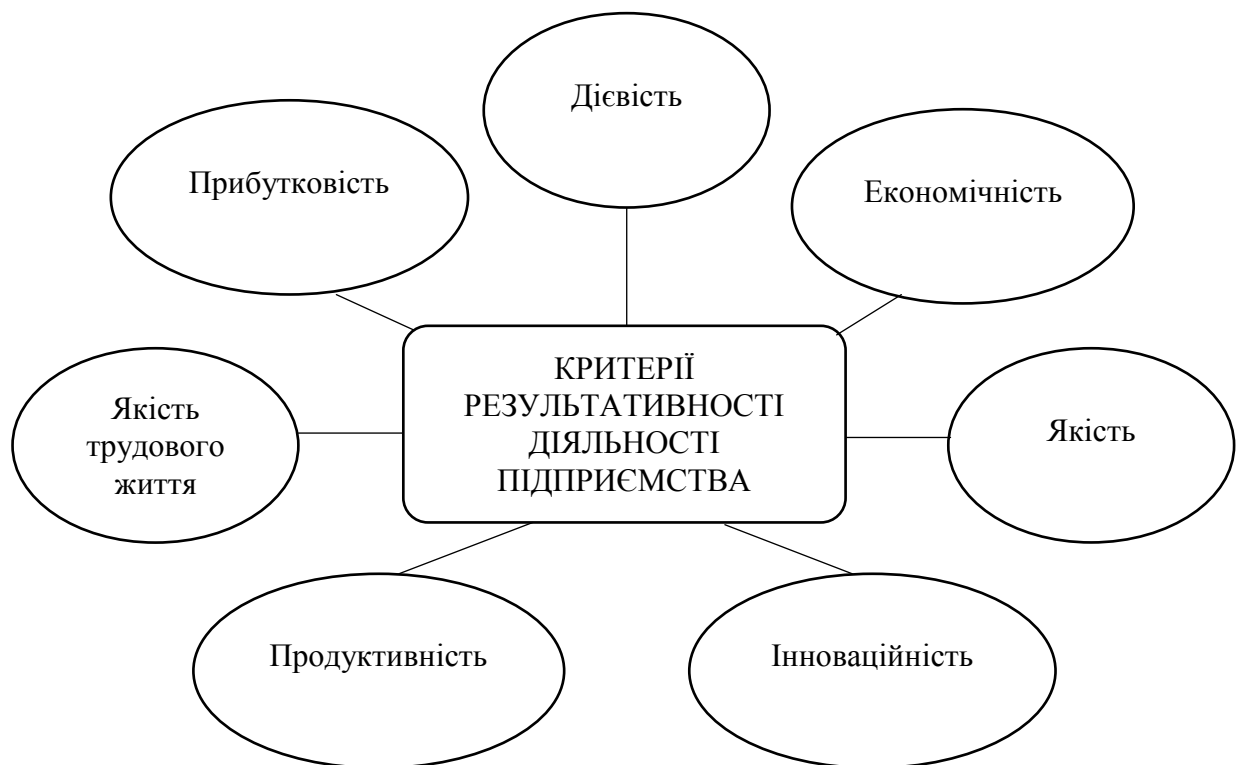 Дієвість
Прибутковість
Економічність
КРИТЕРІЇ
РЕЗУЛЬТАТИВНОСТІ
ДІЯЛЬНОСТІ
ПІДПРИЄМСТВА
Якість
трудового
життя
Якість
Продуктивність
Інноваційність